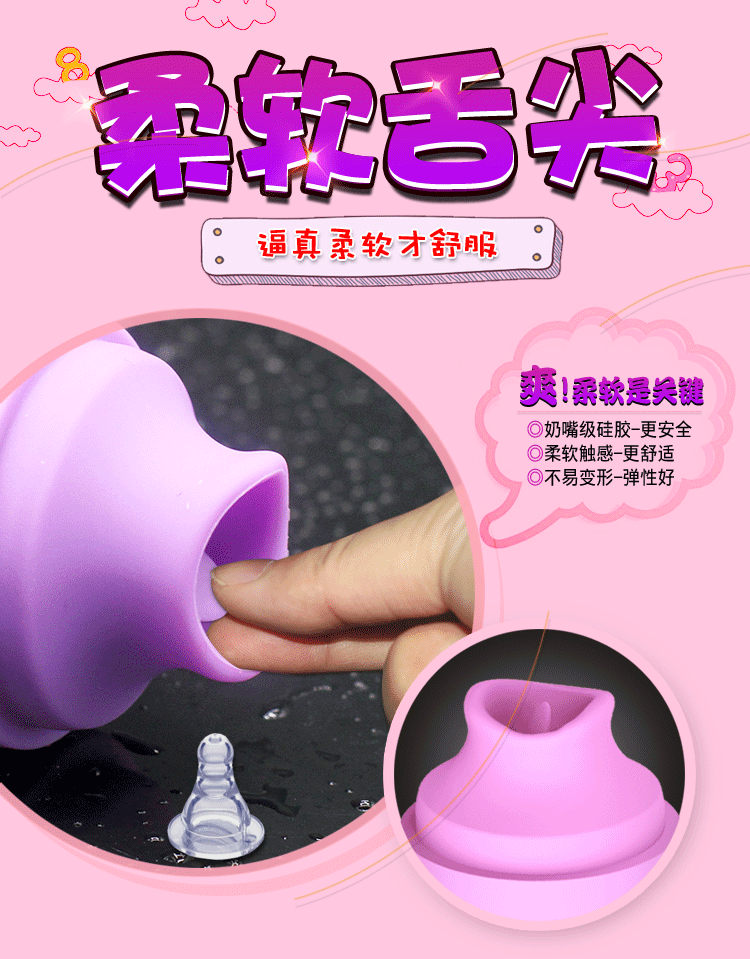 柔软舌尖
逼真柔软才舒服
爽!柔软是关键
◎奶嘴级硅胶-更安全
◎柔软触感-更舒适
◎不易变形-弹性好